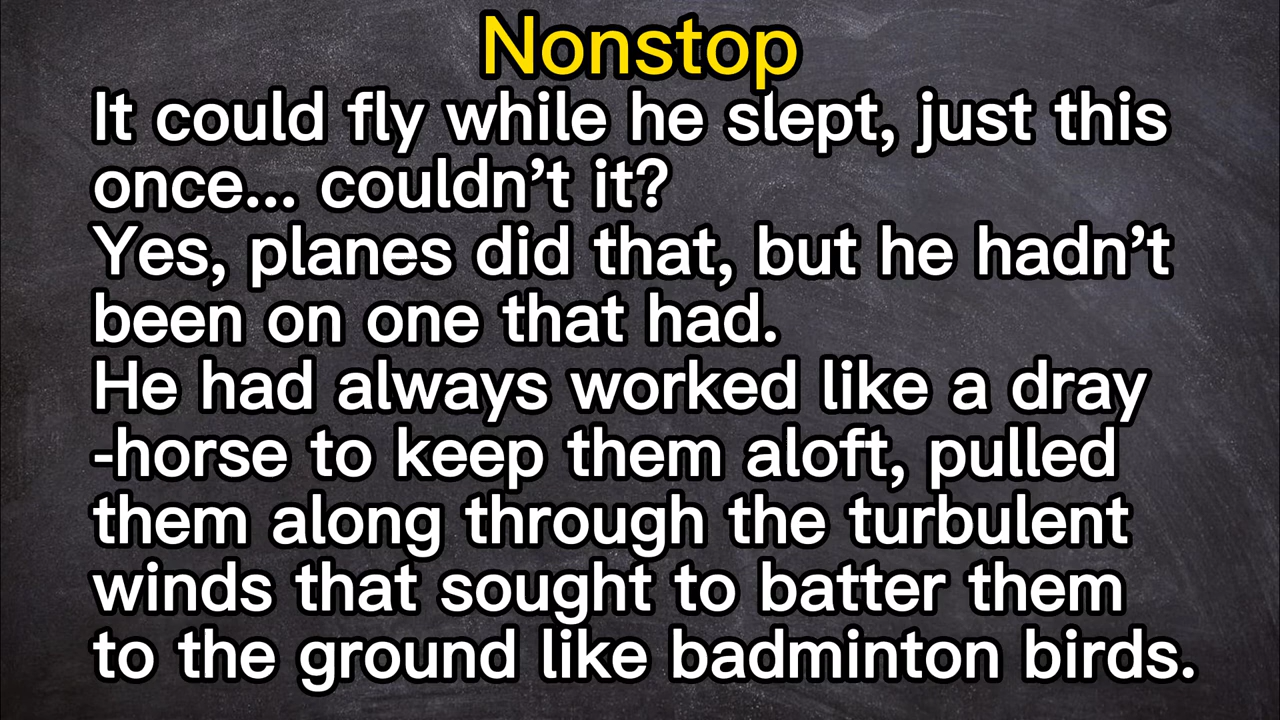 Nonstop
It could fly while he slept, just this
once... couldn’t it?
Yes, planes did that, but he hadn’t
been on one that had.
He had always worked like a dray
-horse to keep them aloft, pulled
them along through the turbulent
winds that sought to batter them
to the ground like badminton birds.